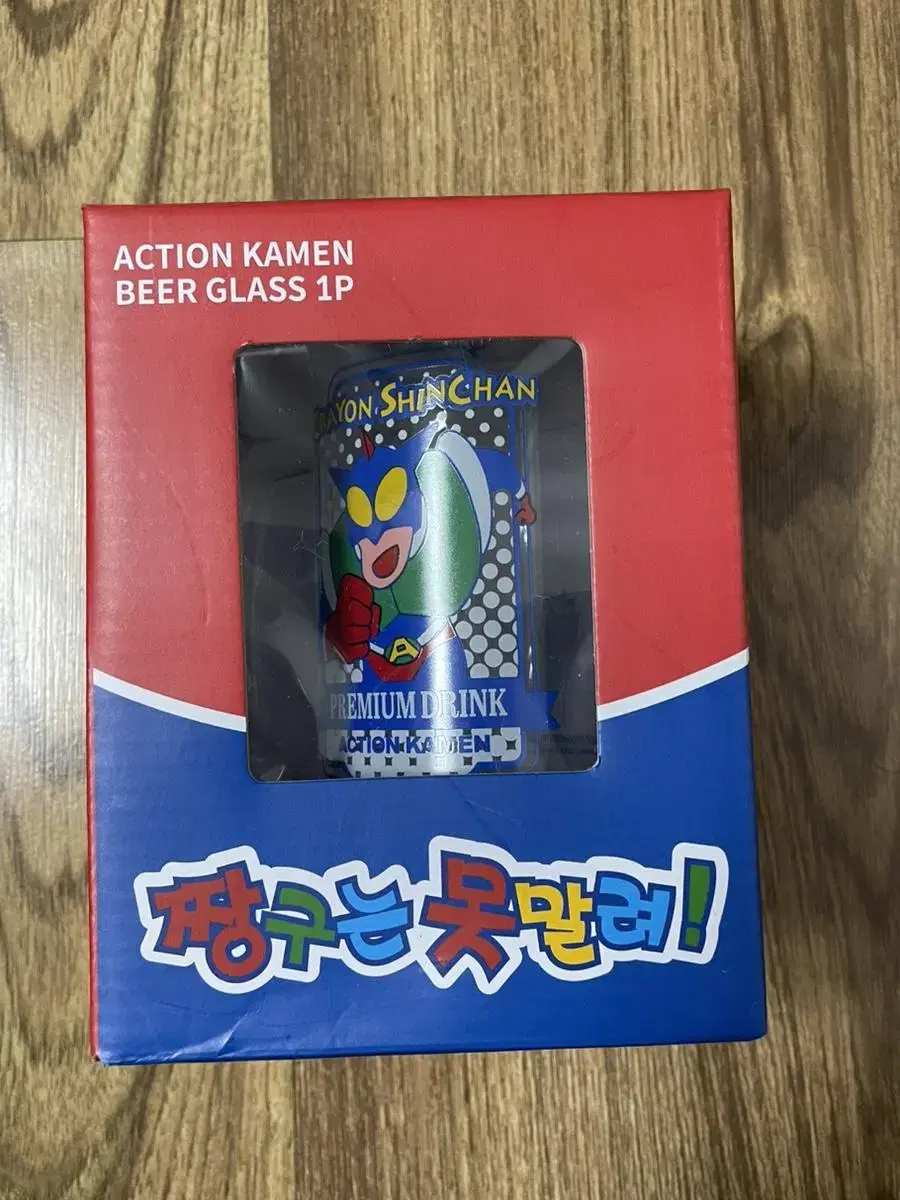 ACTION KAMEN
BEER GLASS 1P
SHINCHAN
PREMIUM DRINK
ACTION KAMEN
짱구는 못말려!